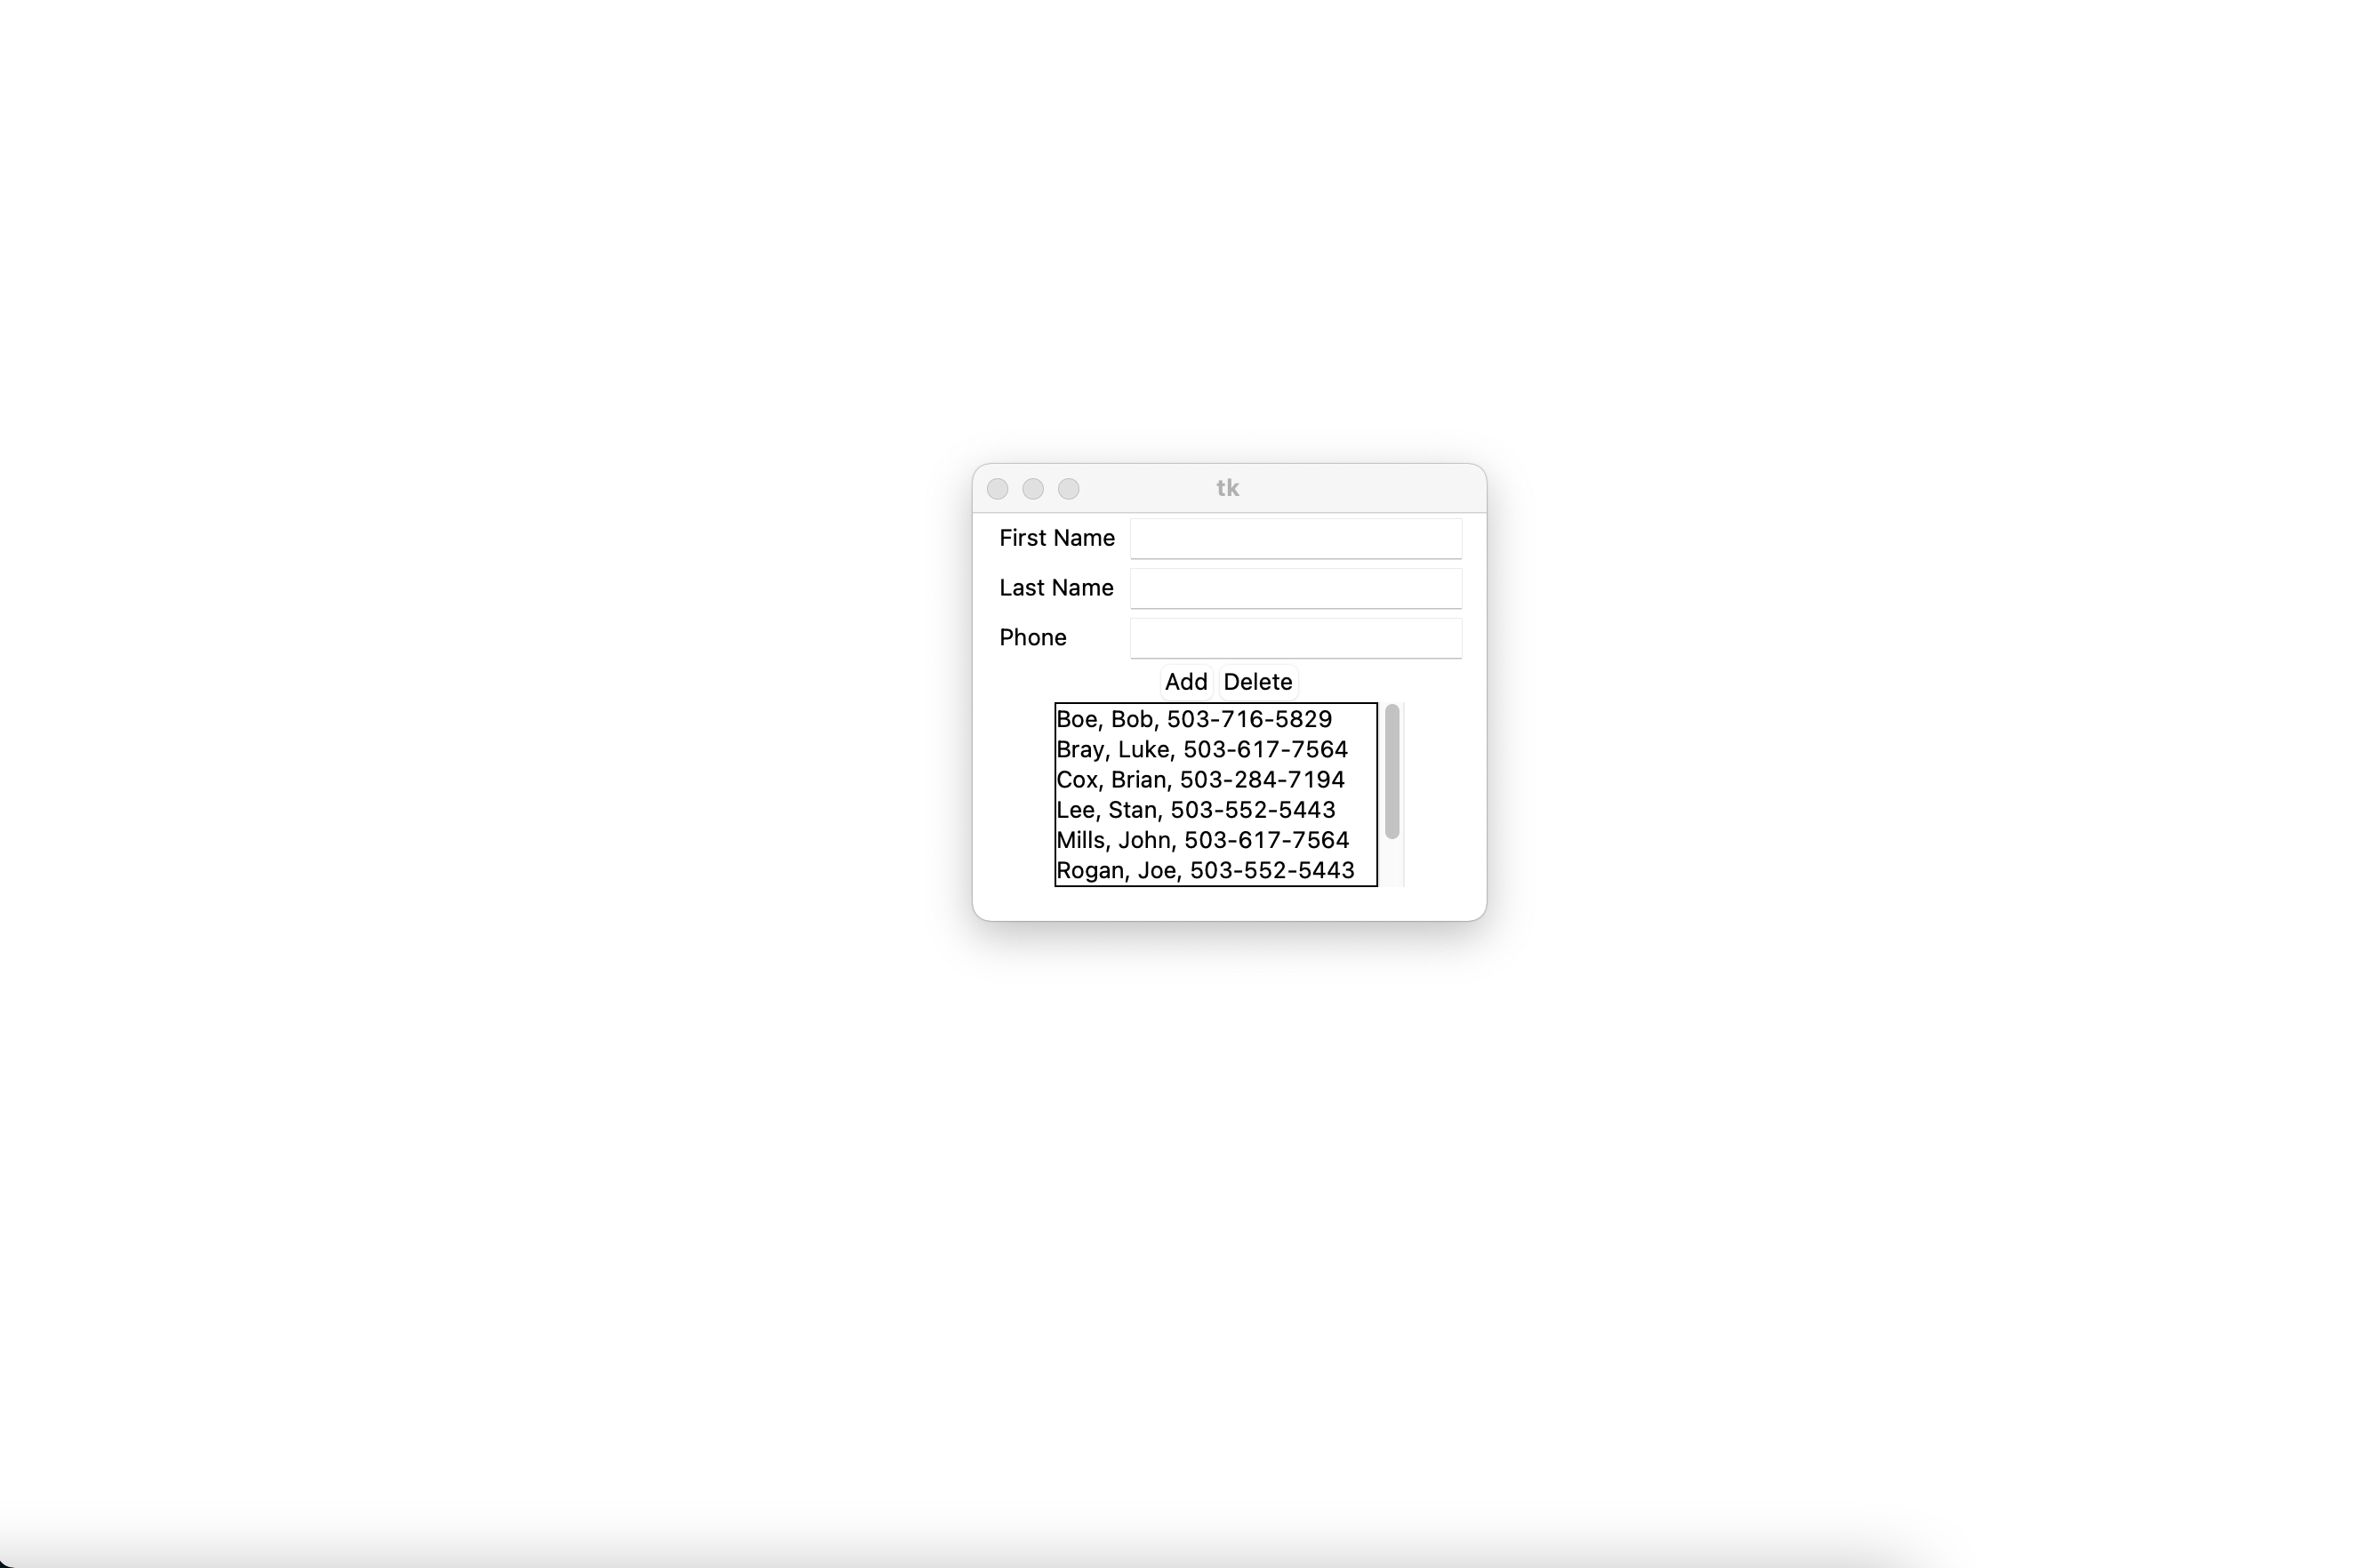 tk
First Name
Last Name
Phone
Add Delete
Boe, Bob, 503-716-5829
Bray, Luke, 503-617-7564
Cox, Brian, 503-284-7194
Lee, Stan, 503-552-5443
Mills, John, 503-617-7564
Rogan, Joe, 503-552-5443